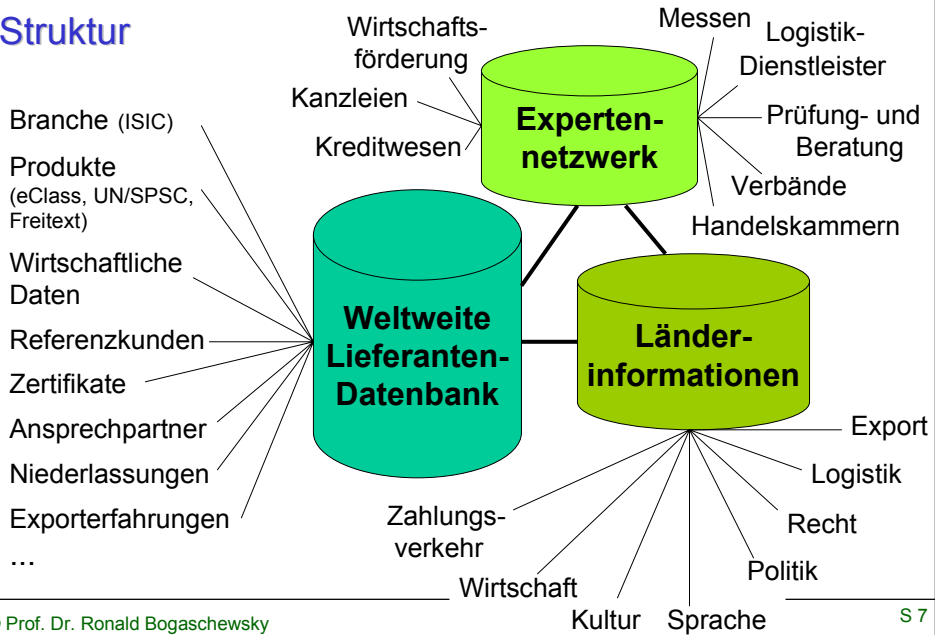 Struktur
Branche (ISIC)
Produkte
(eClass, UN/SPSC,
Freitext)
Wirtschaftliche
Daten
Referenzkunden
Zertifikate
Ansprechpartner
Niederlassungen
Exporterfahrungen
...
Wirtschafts-
förderung
Kanzleien
Kreditwesen
Experten-
netzwerk
Messen
Logistik-
Dienstleister
Prüfung- und
Beratung
Verbände
Handelskammern
Weltweite
Lieferanten-
Datenbank
Länder-
informationen
Export
Logistik
Recht
Politik
Sprache
Kultur
Wirtschaft
Zahlungs-
verkehr
Prof. Dr. Ronald Bogaschewsky
S 7